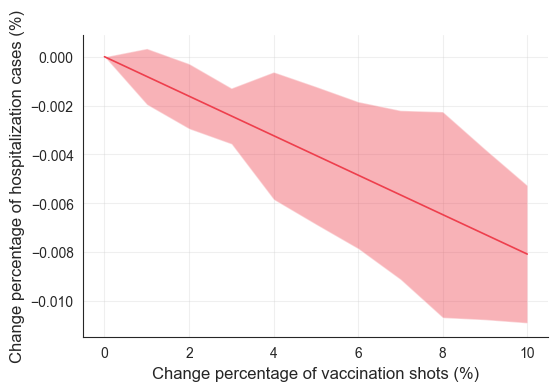 Change percentage of hospitalization cases (%)
0.000
−0.002
−0.004
−0.006
−0.008
−0.010
0 2 4 6 8 10
Change percentage of vaccination shots (%)